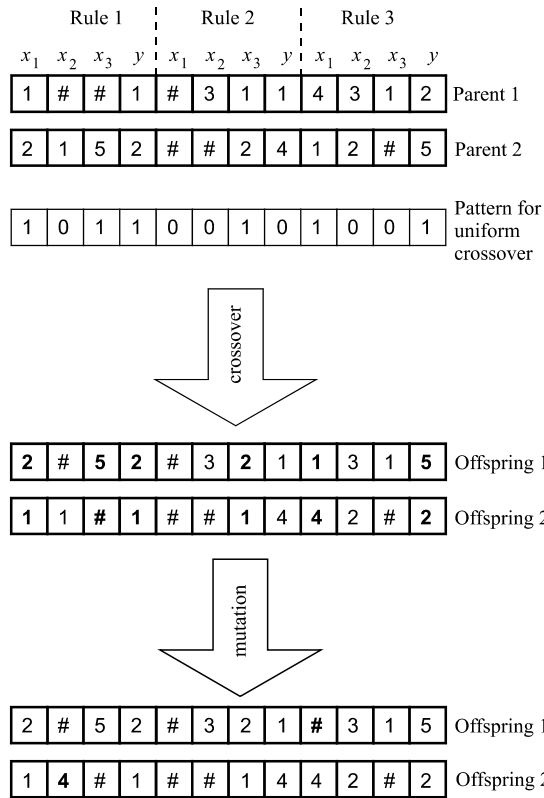 Rule 1 Rule 2 Rule 3
x1 x2 x3 y x1 x2 x3 y x1 x2 x3 y
1 # # 1 # 3 1 1 4 3 1 2 Parent 1
2 1 5 2 # # 2 4 1 2 # 5 Parent 2
1 0 1 1 0 0 1 0 1 0 0 1
Pattern for
uniform
crossover
crossover
2 # 5 2 # 3 2 1 1 3 1 5 Offspring 1
1 1 # 1 # # 1 4 4 2 # 2 Offspring 2
mutation
2 # 5 2 # 3 2 1 # 3 1 5 Offspring 1
1 4 # 1 # # 1 4 4 2 # 2 Offspring 2